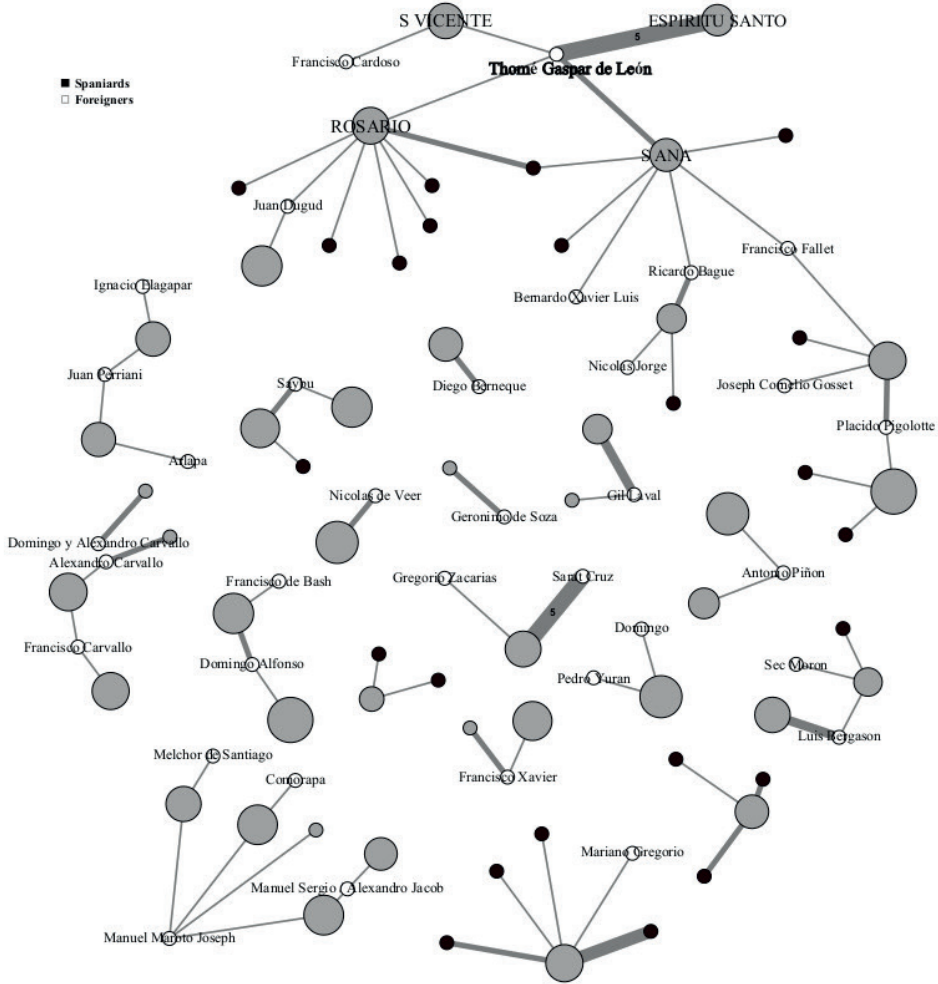 S VICENTE
ESPIRITU SANTO
5
Francisco Cardoso
Thomé Gaspar de León
Spaniards
Foreigners
ROSARIO
S ANA
Juan Dugud
Francisco Fallet
Ricardo Bague
Ignacio Elagapar
Bernardo Xavier Luis
Nicolas Jorge
Juan Perriani
Saybu
Diego Berneque
Joseph Cornelio Gosset
Placido Pigolotte
Arlapa
Nicolas de Veer
Gil Laval
Geronimo de Soza
Domingo y Alexandro Carvallo
Alexandro Carvallo
Francisco de Bash
Gregorio Zacarias
Sarat Cruz
Antonio Piñon
5
Domingo
Francisco Carvallo
Domingo Alfonso
Pedro Yuran
Sec Moron
Luis Bergason
Melchor de Santiago
Comorapa
Francisco Xavier
Mariano Gregorio
Manuel Sergio
Alexandro Jacob
Manuel Maroto Joseph